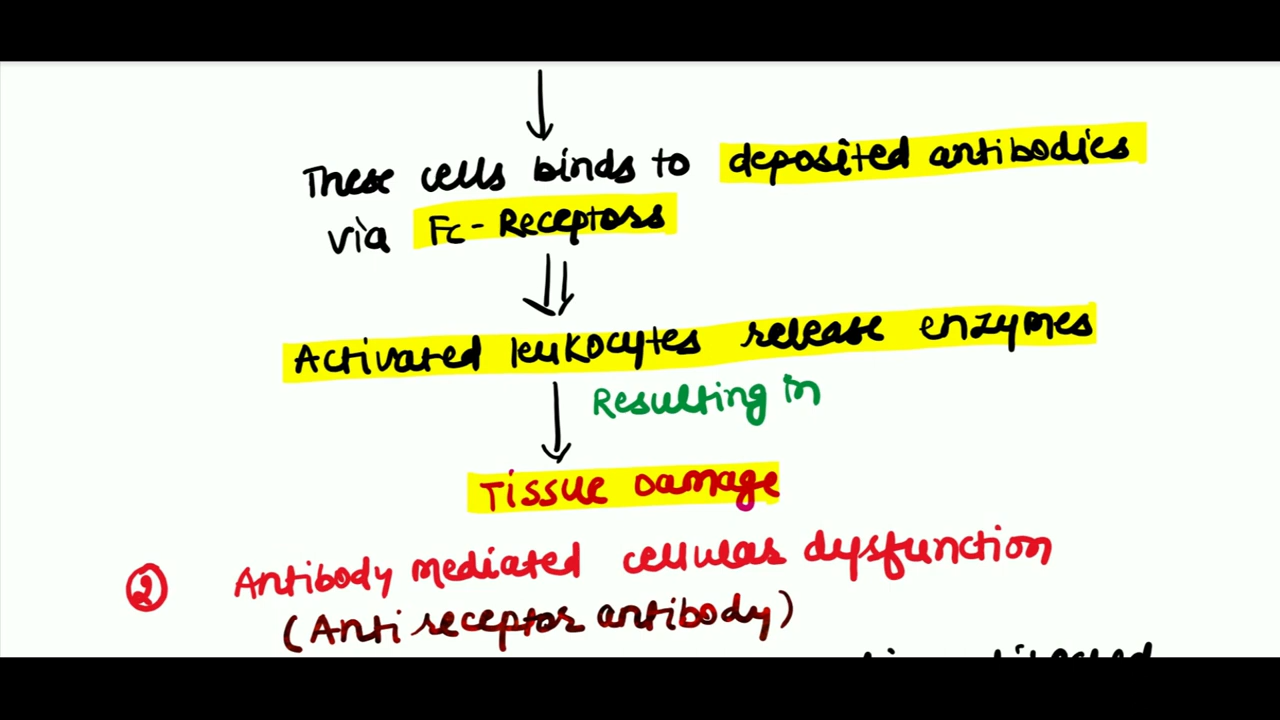 These cells binds to deposited antibodies
via Fc-Receptors
Activated leukocytes release enzymes
Resulting in
Tissue Damage
② Antibody mediated cellular dysfunction
(Anti receptor antibody)